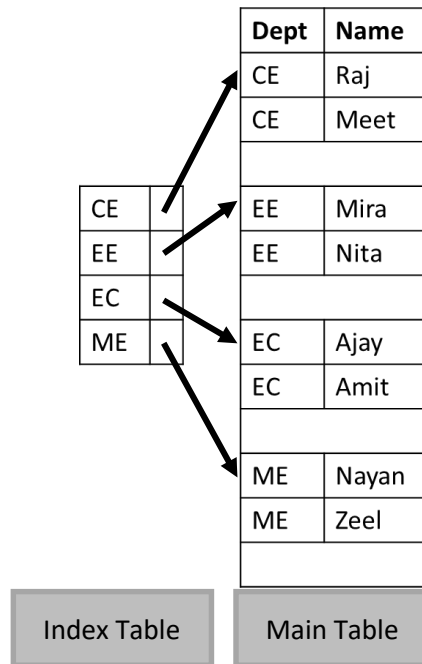 Dept Name
CE Raj
CE Meet
CE
EE Mira
EE
EE Nita
EC
ME
EC Ajay
EC Amit
ME Nayan
ME Zeel
Index Table
Main Table